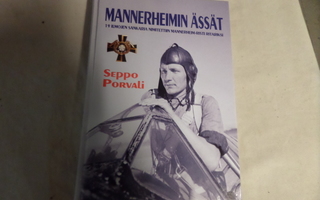 MANNERHEIMIN ÄSSÄT
SEPPO
PORVALI